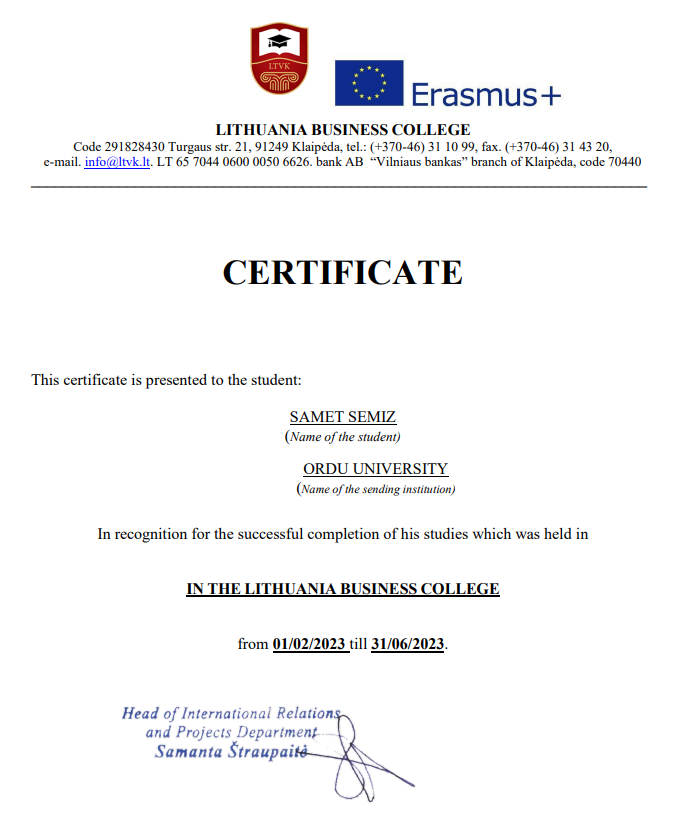 LTVK
Erasmus+
LITHUANIA BUSINESS COLLEGE
Code 291828430 Turgaus str. 21, 91249 Klaipėda, tel.: (+370-46) 31 10 99, fax. (+370-46) 31 43 20,
e-mail. info@ltvk.lt. LT 65 7044 0600 0050 6626. bank AB “Vilniaus bankas” branch of Klaipėda, code 70440
CERTIFICATE
This certificate is presented to the student:
SAMET SEMIZ
(Name of the student)
ORDU UNIVERSITY
(Name of the sending institution)
In recognition for the successful completion of his studies which was held in
IN THE LITHUANIA BUSINESS COLLEGE
from 01/02/2023 till 31/06/2023.
Head of International Relations
and Projects Department
Samanta Štraupaitė